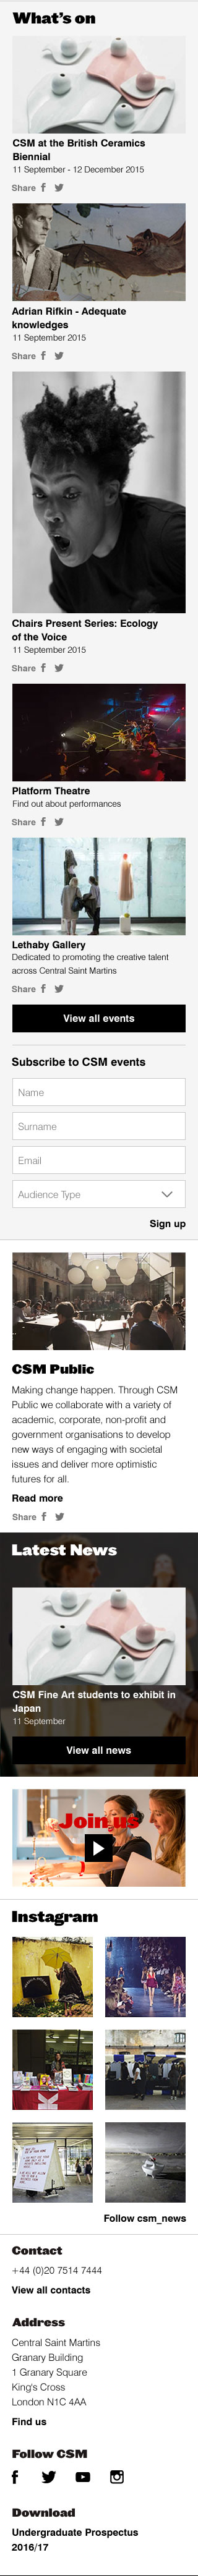 What's on
CSM at the British Ceramics
Biennial
11 September - 12 December 2015
Share
Adrian Rifkin - Adequate
knowledges
11 September 2015
Share
Chairs Present Series: Ecology
of the Voice
11 September 2015
Share
Platform Theatre
Find out about performances
Share
Lethaby Gallery
Dedicated to promoting the creative talent
across Central Saint Martins
Share
View all events
Subscribe to CSM events
Name
Surname
Email
Audience Type
Sign up
CSM Public
Making change happen. Through CSM
Public we collaborate with a variety of
academic, corporate, non-profit and
government organisations to develop
new ways of engaging with societal
issues and deliver more optimistic
futures for all.
Read more
Share
Latest News
CSM Fine Art students to exhibit in
Japan
11 September
View all news
Join us
Instagram
Follow csm_news
Contact
+44 (0)20 7514 7444
View all contacts
Address
Central Saint Martins
Granary Building
1 Granary Square
King's Cross
London N1C 4AA
Find us
Follow CSM
Download
Undergraduate Prospectus
2016/17